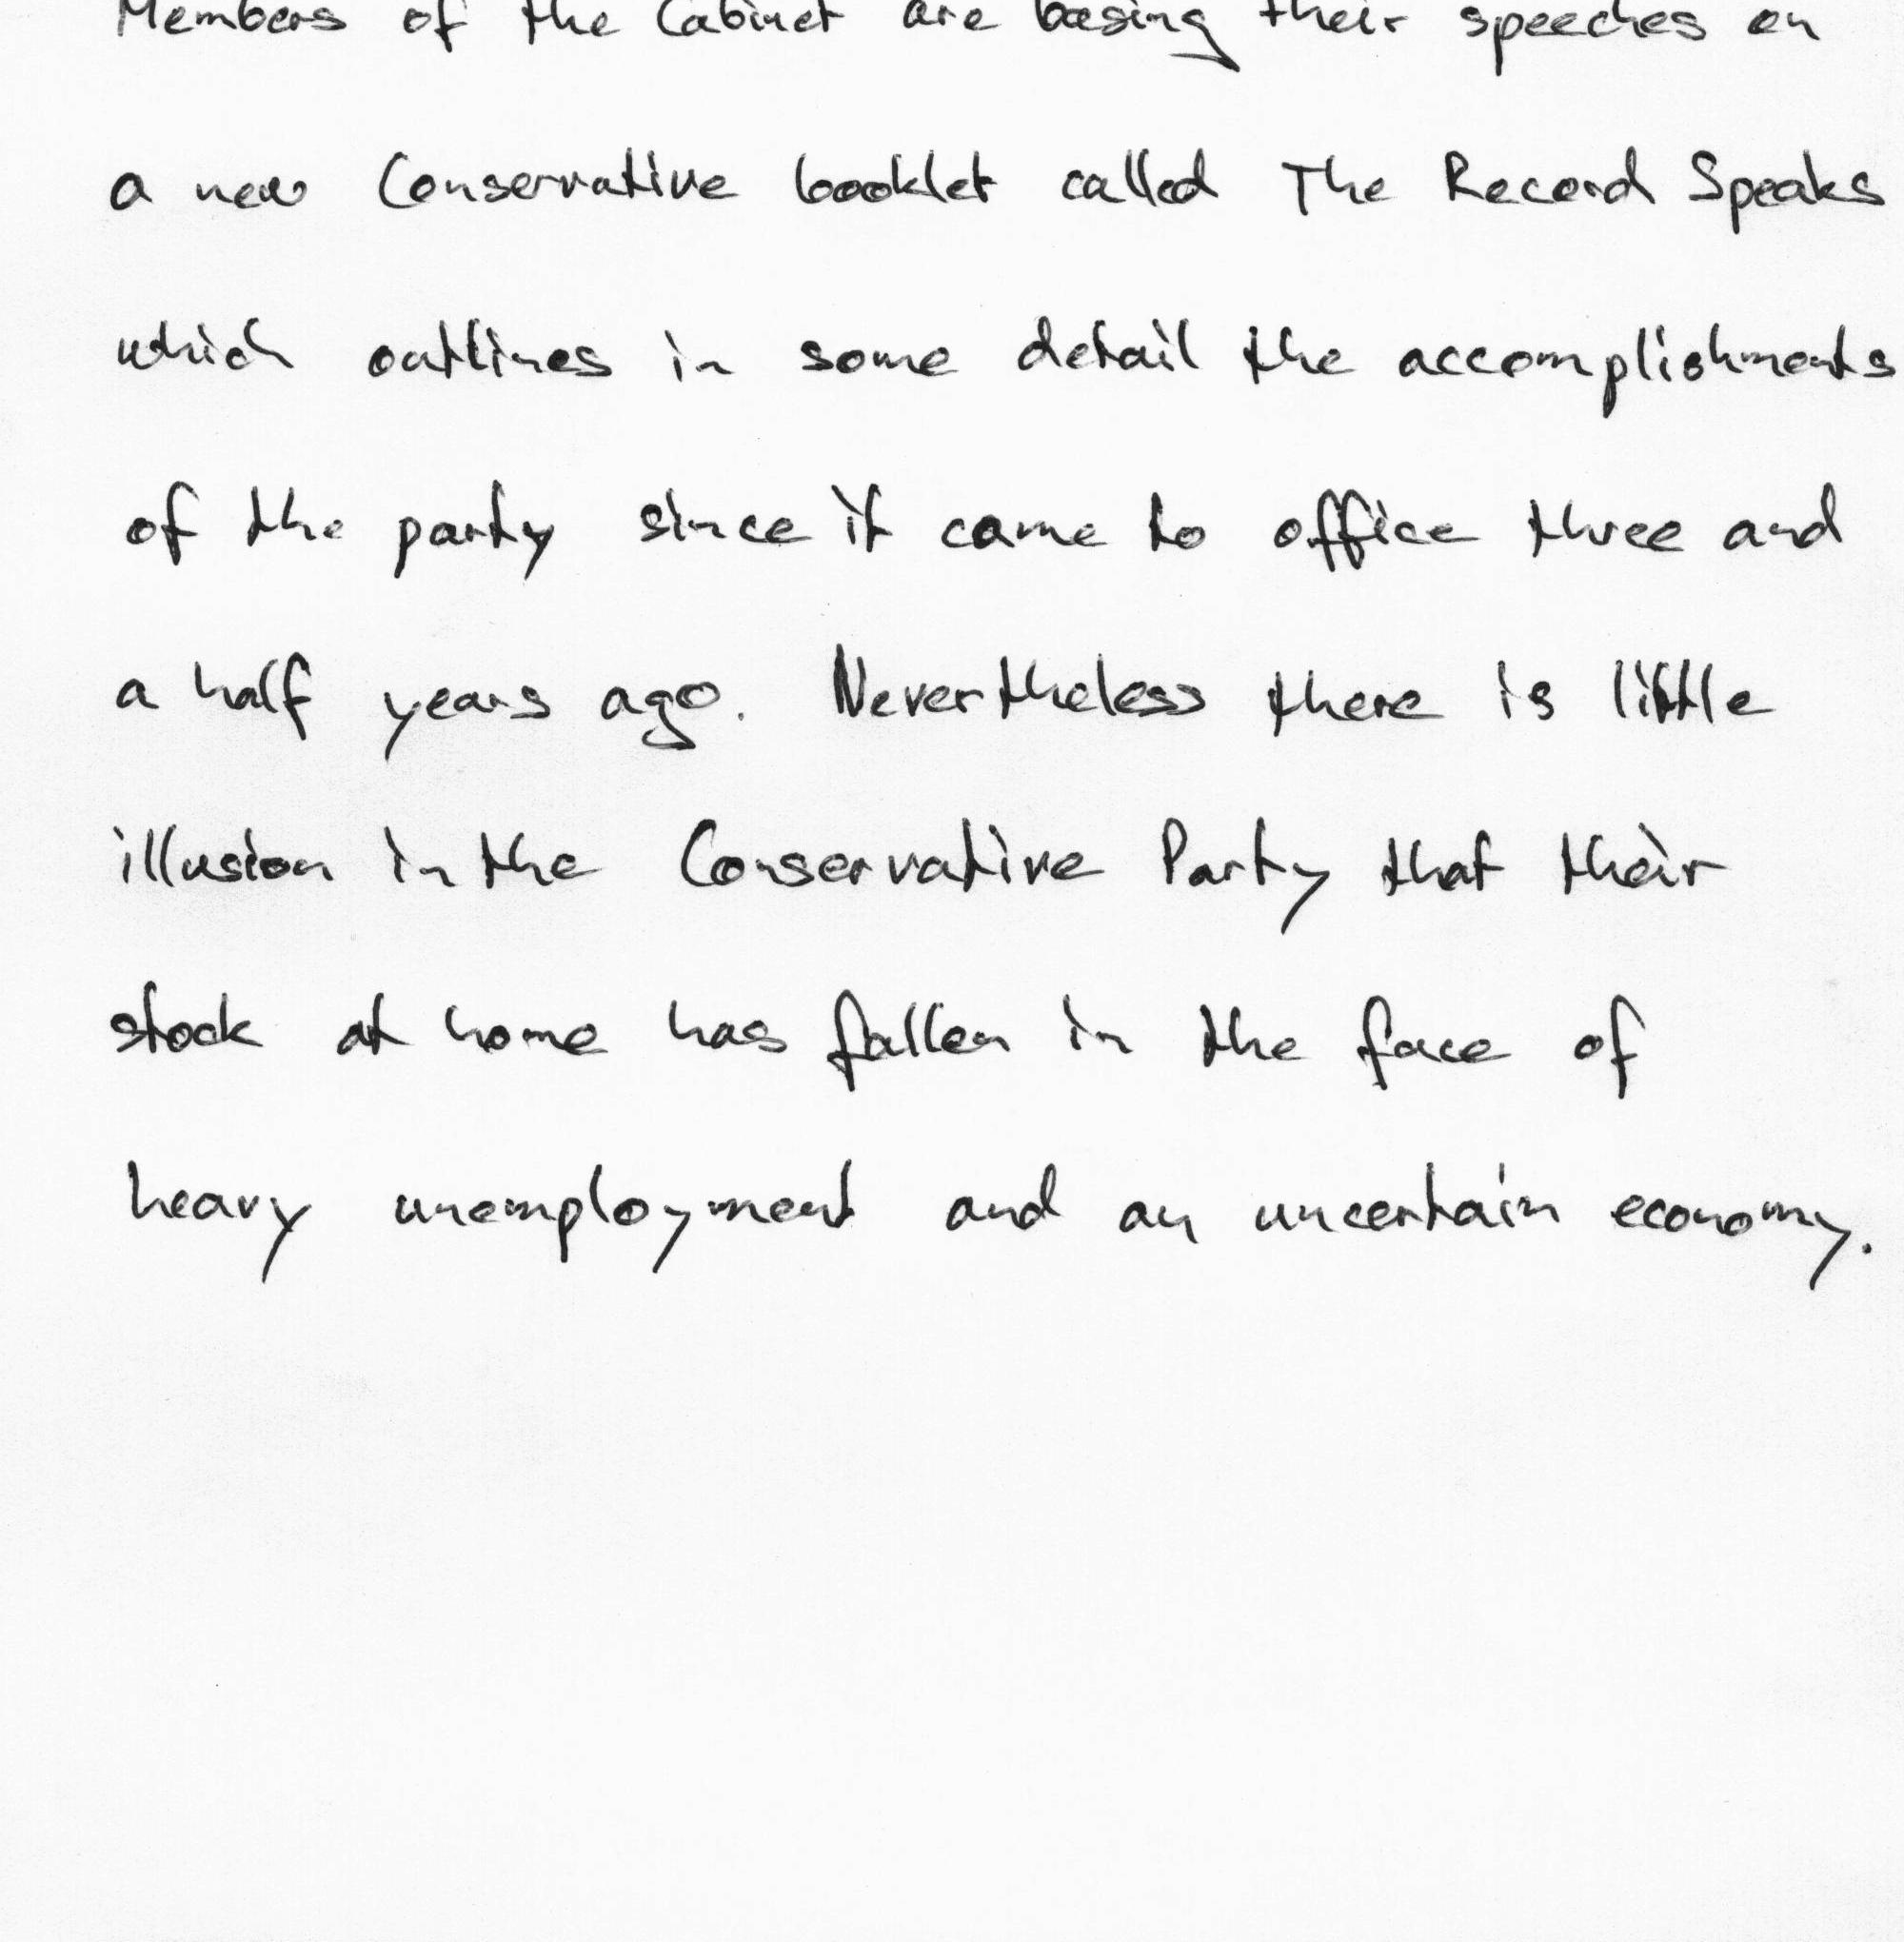 Members of the Cabinet are basing their speeches on
a new Conservative booklet called The Record Speaks
which outlines in some detail the accomplishments
of the party since it came to office three and
a half years ago. Nevertheless there is little
illusion in the Conservative Party that their
stock at home has fallen in the face of
heavy unemployment and an uncertain economy.